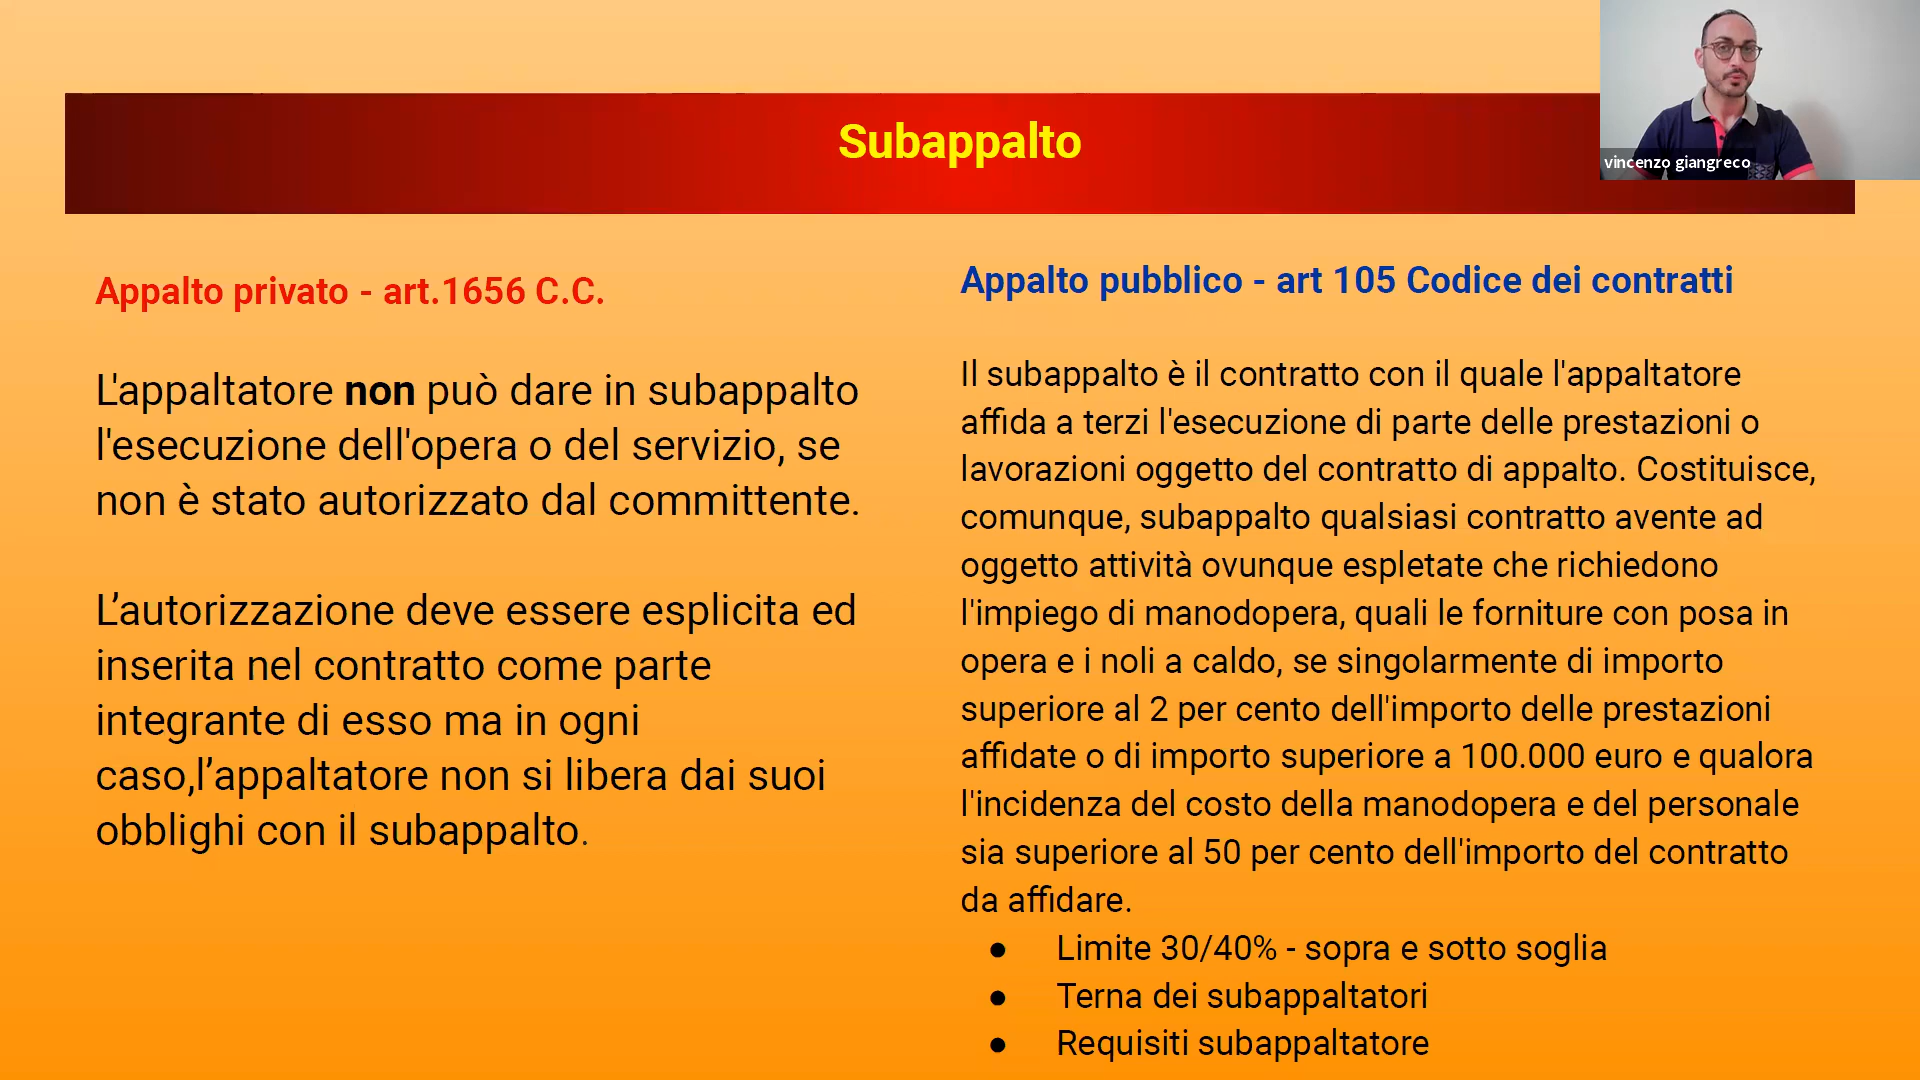 Subappalto
vincenzo giangreco
Appalto privato - art.1656 C.C.
L'appaltatore non può dare in subappalto
l'esecuzione dell'opera o del servizio, se
non è stato autorizzato dal committente.
L’autorizzazione deve essere esplicita ed
inserita nel contratto come parte
integrante di esso ma in ogni
caso,l’appaltatore non si libera dai suoi
obblighi con il subappalto.
Appalto pubblico - art 105 Codice dei contratti
Il subappalto è il contratto con il quale l'appaltatore
affida a terzi l'esecuzione di parte delle prestazioni o
lavorazioni oggetto del contratto di appalto. Costituisce,
comunque, subappalto qualsiasi contratto avente ad
oggetto attività ovunque espletate che richiedono
l'impiego di manodopera, quali le forniture con posa in
opera e i noli a caldo, se singolarmente di importo
superiore al 2 per cento dell'importo delle prestazioni
affidate o di importo superiore a 100.000 euro e qualora
l'incidenza del costo della manodopera e del personale
sia superiore al 50 per cento dell'importo del contratto
da affidare.
● Limite 30/40% - sopra e sotto soglia
● Terna dei subappaltatori
● Requisiti subappaltatore